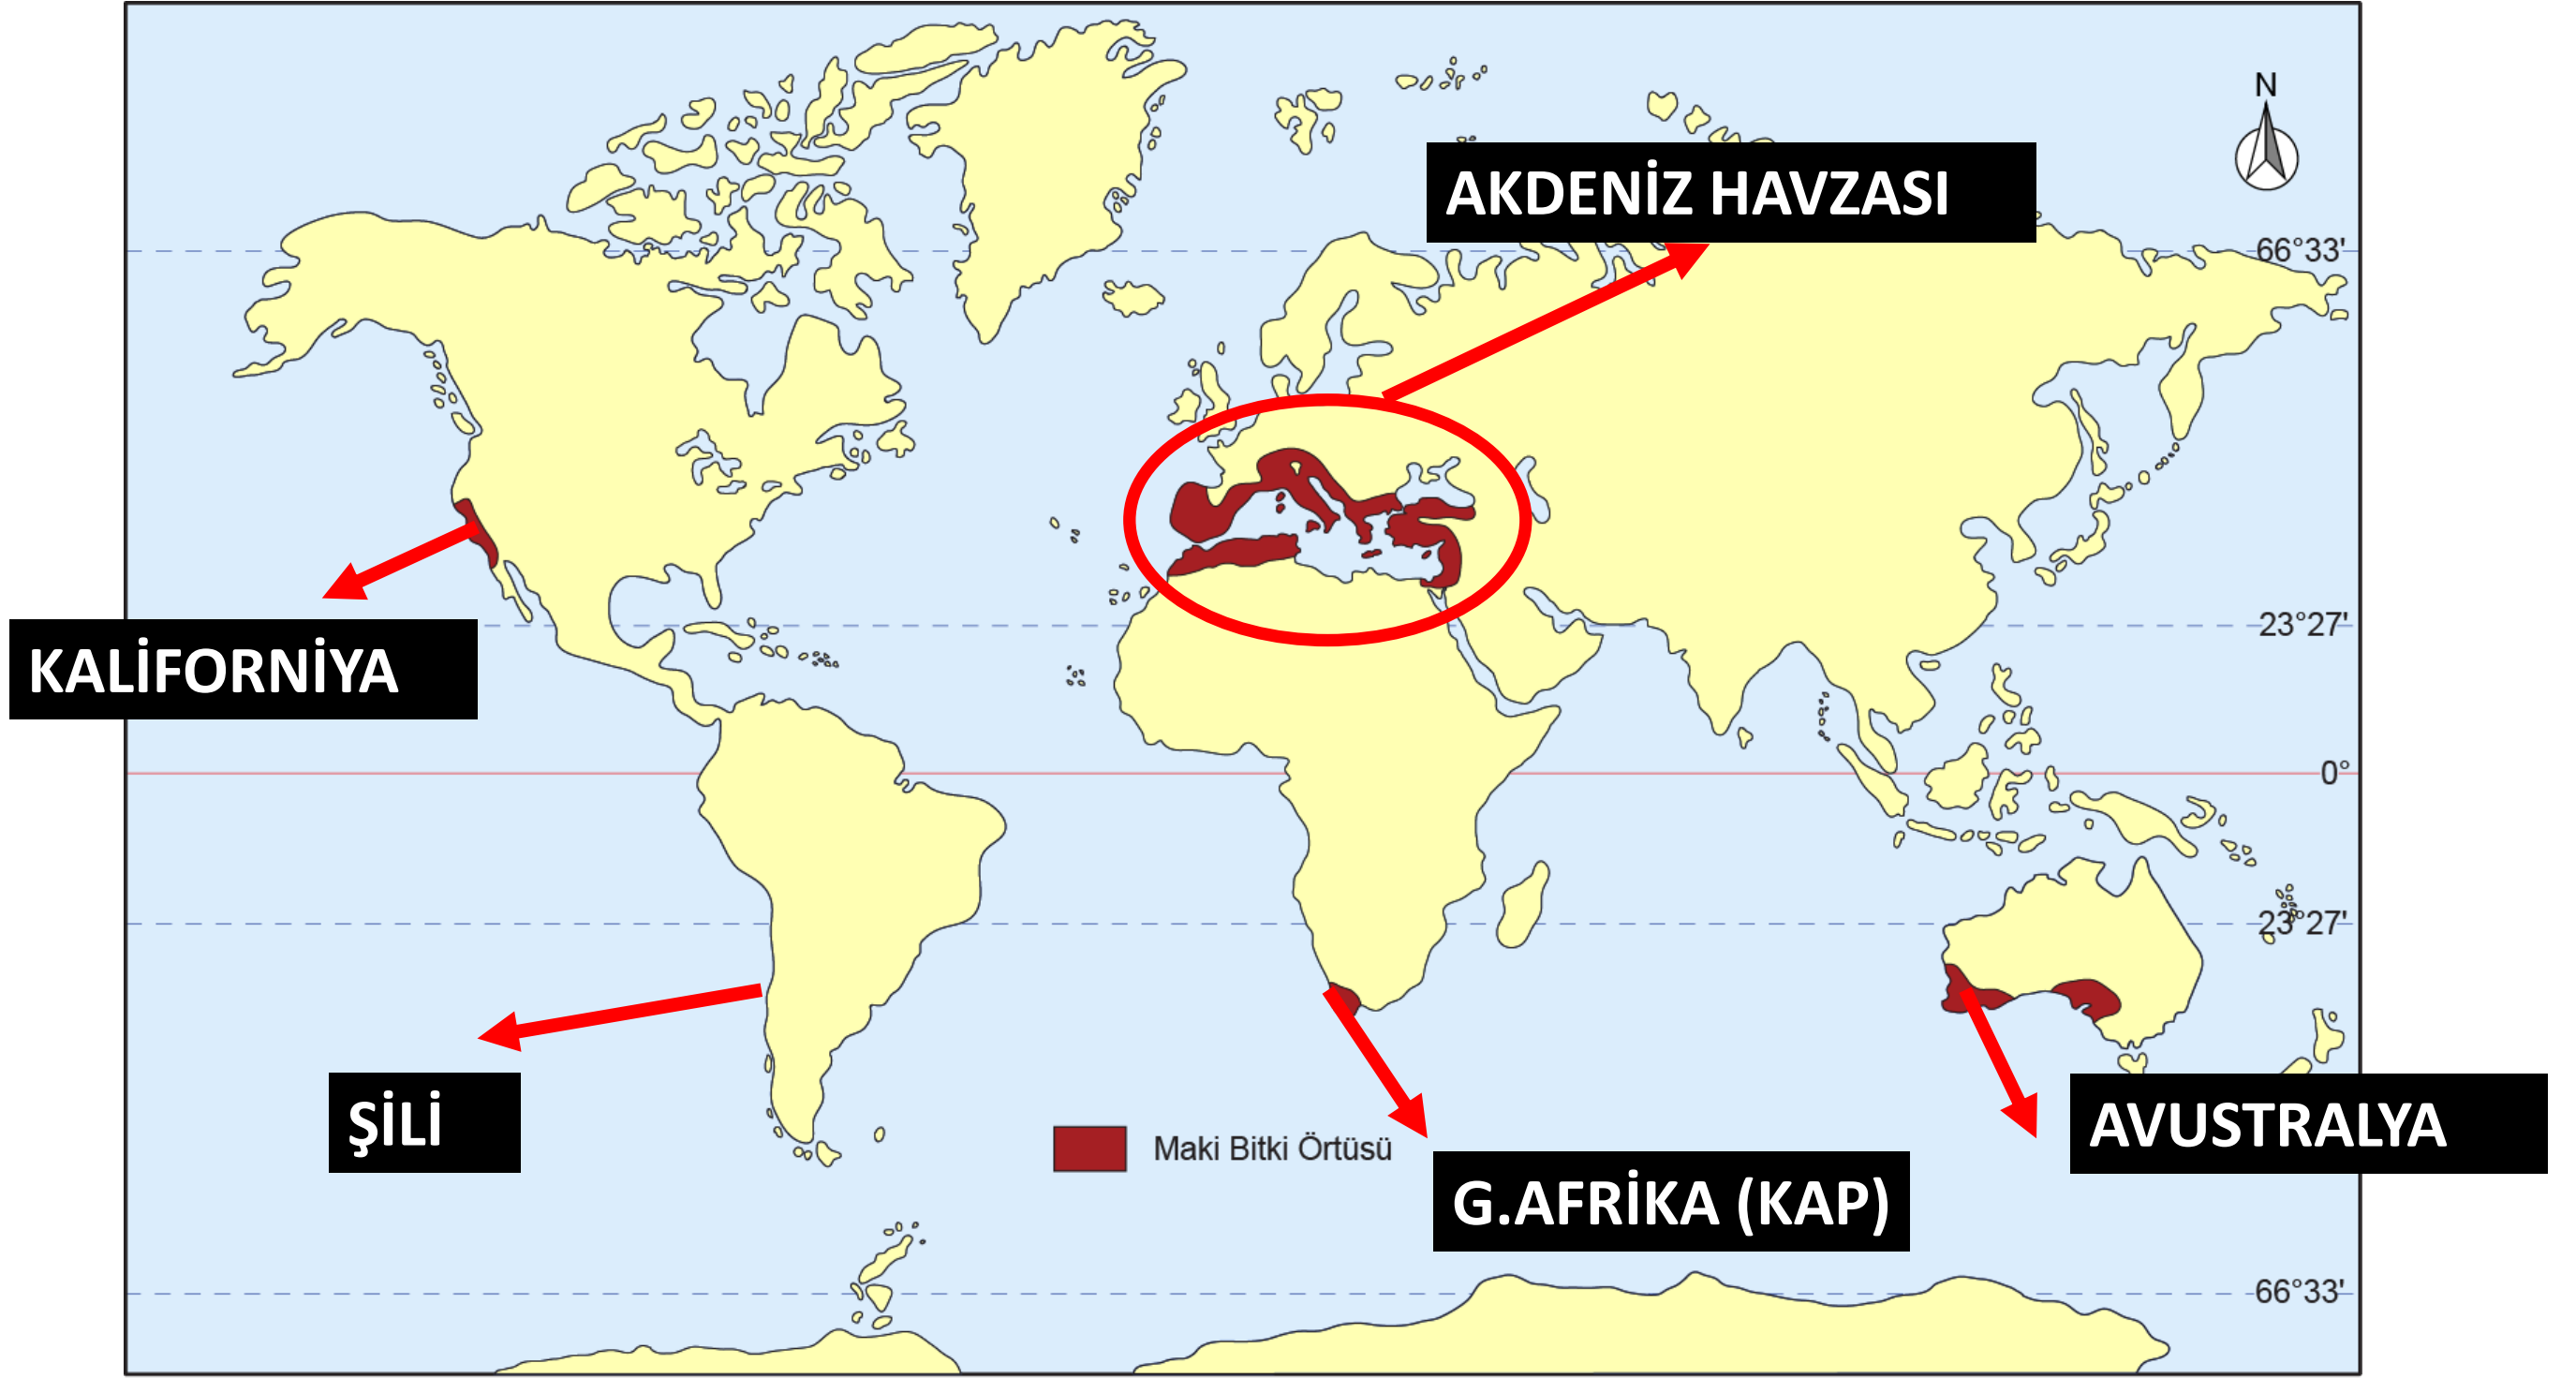 N
AKDENİZ HAVZASI
66°33'
23°27'
KALİFORNİYA
0°
23°27'
ŞİLİ
Maki Bitki Örtüsü
AVUSTRALYA
G.AFRİKA (KAP)
66°33'